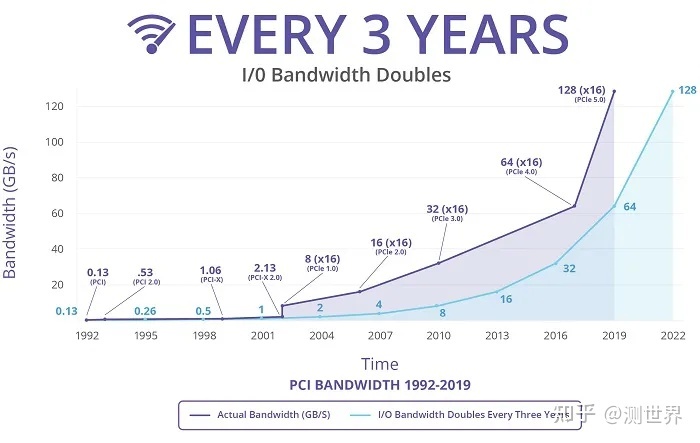 EVERY 3 YEARS
I/0 Bandwidth Doubles
Bandwidth (GB/s)
120
100
80
60
40
20
0.13
(PCI)
.53
(PCI 2.0)
1.06
(PCI-X)
2.13
(PCI-X 2.0)
8 (x16)
(PCIe 1.0)
16 (x16)
(PCIe 2.0)
32 (x16)
(PCIe 3.0)
64 (x16)
(PCIe 4.0)
128 (x16)
(PCIe 5.0)
0.13
0.26
0.5
1
2
4
8
16
32
64
128
1992 1995 1998 2001 2004 2007 2010 2013 2016 2019 2022
Time
PCI BANDWIDTH 1992-2019
Actual Bandwidth (GB/S) I/O Bandwidth Doubles Every Three Years
知乎 @测世界